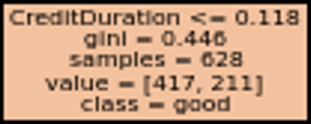 CreditDuration <= 0.118
gini = 0.446
samples = 628
value = [417, 211]
class = good